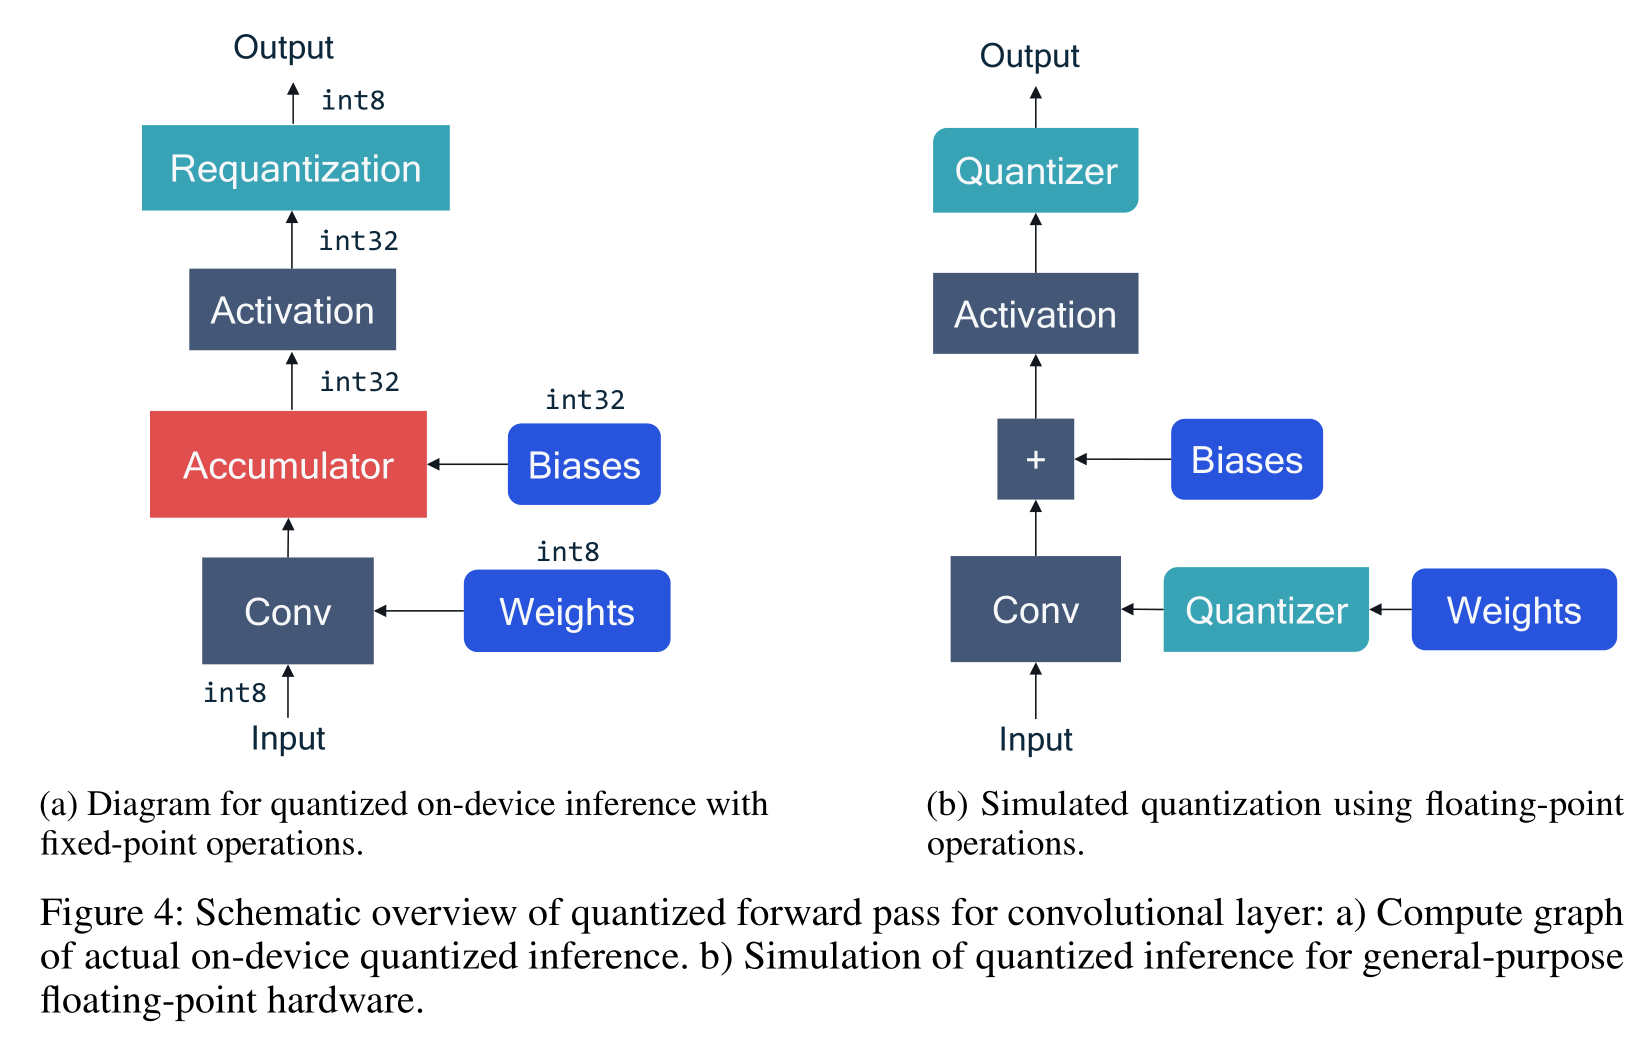 Output
int8
Requantization
int32
Activation
int32
int32
Accumulator
Biases
int8
Conv
Weights
int8
Input
(a) Diagram for quantized on-device inference with
fixed-point operations.
Output
Quantizer
Activation
+
Biases
Conv
Quantizer
Weights
Input
(b) Simulated quantization using floating-point
operations.
Figure 4: Schematic overview of quantized forward pass for convolutional layer: a) Compute graph
of actual on-device quantized inference. b) Simulation of quantized inference for general-purpose
floating-point hardware.